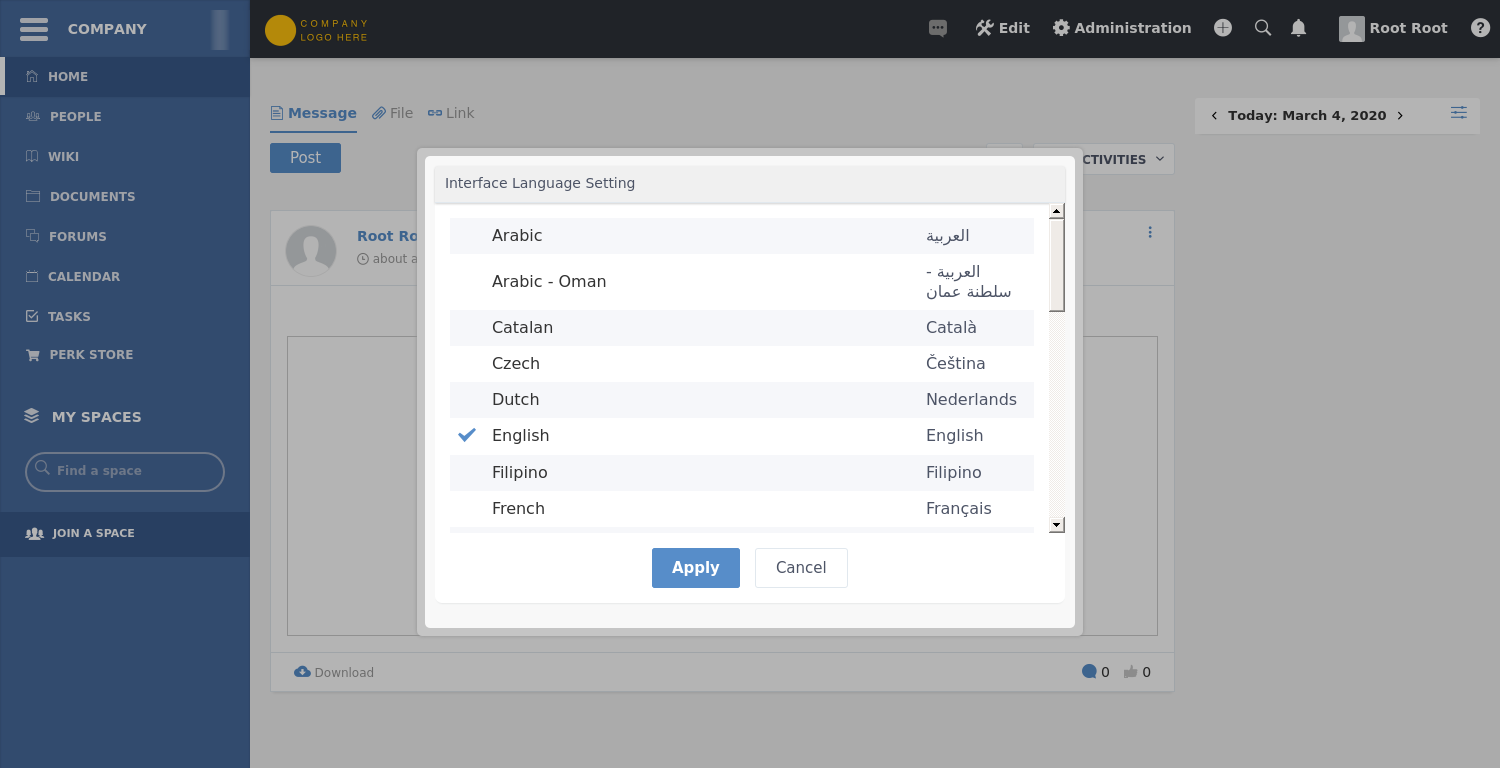 COMPANY
COMPANY
LOGO HERE
Edit
Administration
Root Root
HOME
PEOPLE
WIKI
DOCUMENTS
FORUMS
CALENDAR
TASKS
PERK STORE
MY SPACES
Find a space
JOIN A SPACE
Message
File
Link
Post
Today: March 4, 2020
Root
about
Interface Language Setting
Arabic العربية
Arabic - Oman العربية -
سلطنة عمان
Catalan Català
Czech Čeština
Dutch Nederlands
English English
Filipino Filipino
French Français
Apply
Cancel
Download
0
0